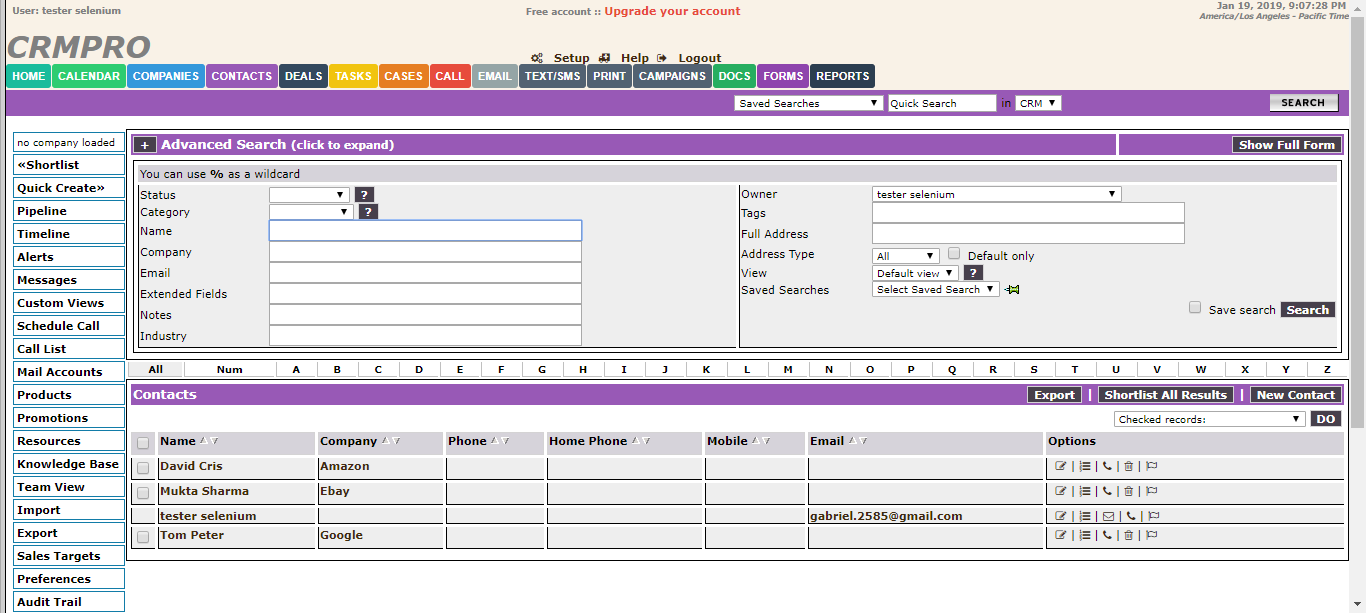 User: tester selenium
Free account :: Upgrade your account
Jan 19, 2019, 9:07:28 PM
America/Los Angeles - Pacific Time
CRMPRO
Setup Help Logout
HOME CALENDAR COMPANIES CONTACTS DEALS TASKS CASES CALL EMAIL TEXT/SMS PRINT CAMPAIGNS DOCS FORMS REPORTS
Saved Searches Quick Search in CRM SEARCH
no company loaded
«Shortlist
Quick Create»
Pipeline
Timeline
Alerts
Messages
Custom Views
Schedule Call
Call List
Mail Accounts
Products
Promotions
Resources
Knowledge Base
Team View
Import
Export
Sales Targets
Preferences
Audit Trail
+ Advanced Search (click to expand) Show Full Form
You can use % as a wildcard
Status ?
Category ?
Name
Company
Email
Extended Fields
Notes
Industry
Owner tester selenium
Tags
Full Address
Address Type All Default only
View Default view ?
Saved Searches Select Saved Search
Save search Search
All Num A B C D E F G H I J K L M N O P Q R S T U V W X Y Z
Contacts Export | Shortlist All Results | New Contact
Checked records: DO
Name Company Phone Home Phone Mobile Email Options
David Cris Amazon | | | |
Mukta Sharma Ebay | | | |
tester selenium gabriel.2585@gmail.com | | | |
Tom Peter Google | | | |